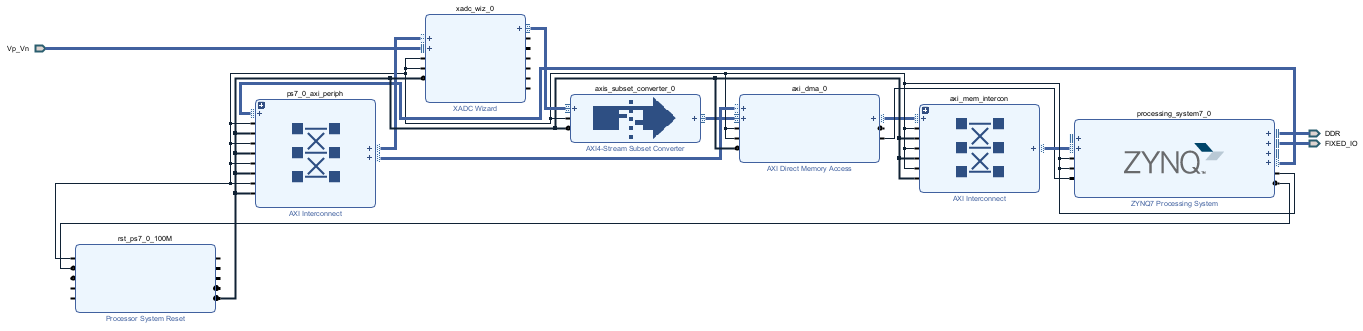 xadc_wiz_0
Vp_Vn
XADC Wizard
ps7_0_axi_periph
AXI Interconnect
axis_subset_converter_0
AXI4-Stream Subset Converter
axi_dma_0
AXI Direct Memory Access
axi_mem_intercon
AXI Interconnect
processing_system7_0
ZYNQ
ZYNQ7 Processing System
DDR
FIXED_IO
rst_ps7_0_100M
Processor System Reset